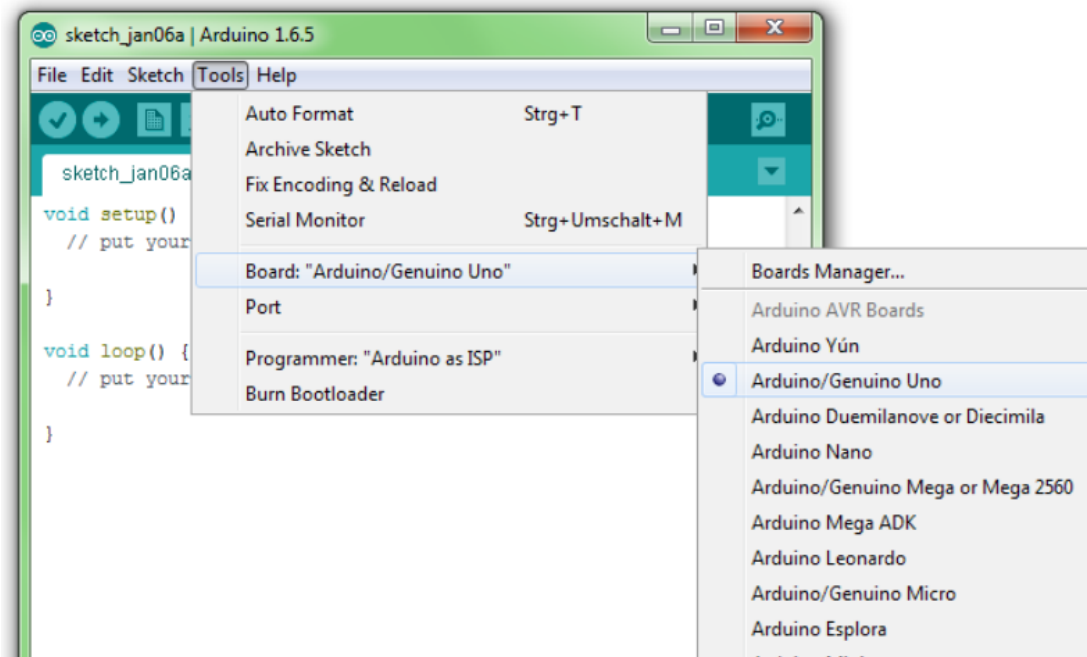 sketch_jan06a | Arduino 1.6.5
File Edit Sketch Tools Help
Auto Format Strg+T
Archive Sketch
Fix Encoding & Reload
Serial Monitor Strg+Umschalt+M
Board: "Arduino/Genuino Uno"
Port
Programmer: "Arduino as ISP"
Burn Bootloader
sketch_jan06a
void setup()
// put your
}
void loop() {
// put your
}
Boards Manager...
Arduino AVR Boards
Arduino Yún
Arduino/Genuino Uno
Arduino Duemilanove or Diecimila
Arduino Nano
Arduino/Genuino Mega or Mega 2560
Arduino Mega ADK
Arduino Leonardo
Arduino/Genuino Micro
Arduino Esplora